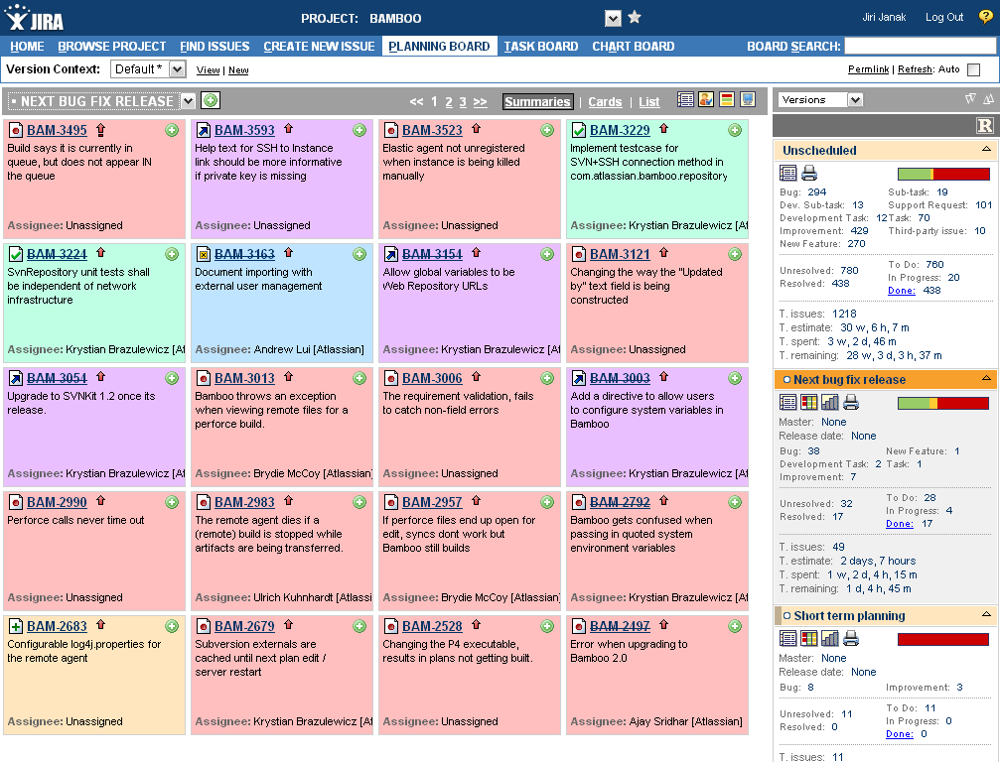 JIRA
PROJECT: BAMBOO
Jiri Janak Log Out ?
HOME BROWSE PROJECT FIND ISSUES CREATE NEW ISSUE PLANNING BOARD TASK BOARD CHART BOARD BOARD SEARCH:
Version Context: Default * View | New Permlink | Refresh: Auto
• NEXT BUG FIX RELEASE << 1 2 3 >> Summaries | Cards | List
BAM-3495
Build says it is currently in
queue, but does not appear IN
the queue
Assignee: Unassigned
BAM-3593
Help text for SSH to Instance
link should be more informative
if private key is missing
Assignee: Unassigned
BAM-3523
Elastic agent not unregistered
when instance is being killed
manually
Assignee: Unassigned
BAM-3229
Implement testcase for
SVN+SSH connection method in
com.atlassian.bamboo.repository
Assignee: Krystian Brazulewicz [Af
BAM-3224
SvnRepository unit tests shall
be independent of network
infrastructure
Assignee: Krystian Brazulewicz [Af
BAM-3163
Document importing with
external user management
Assignee: Andrew Lui [Atlassian]
BAM-3154
Allow global variables to be
Web Repository URLs
Assignee: Krystian Brazulewicz [Af
BAM-3121
Changing the way the "Updated
by" text field is being
constructed
Assignee: Unassigned
BAM-3054
Upgrade to SVNKit 1.2 once its
release.
Assignee: Krystian Brazulewicz [Af
BAM-3013
Bamboo throws an exception
when viewing remote files for a
perforce build.
Assignee: Brydie McCoy [Atlassian]
BAM-3006
The requirement validation, fails
to catch non-field errors
Assignee: Unassigned
BAM-3003
Add a directive to allow users
to configure system variables in
Bamboo
Assignee: Krystian Brazulewicz [Af
BAM-2990
Perforce calls never time out
Assignee: Unassigned
BAM-2983
The remote agent dies if a
(remote) build is stopped while
artifacts are being transferred.
Assignee: Ulrich Kuhnhardt [Atlassi
BAM-2957
If perforce files end up open for
edit, syncs dont work but
Bamboo still builds
Assignee: Brydie McCoy [Atlassian]
BAM-2792
Bamboo gets confused when
passing in quoted system
environment variables
Assignee: Krystian Brazulewicz [Af
BAM-2683
Configurable log4j.properties for
the remote agent
Assignee: Unassigned
BAM-2679
Subversion externals are
cached until next plan edit /
server restart
Assignee: Krystian Brazulewicz [Af
BAM-2528
Changing the P4 executable,
results in plans not getting built.
Assignee: Unassigned
BAM-2497
Error when upgrading to
Bamboo 2.0
Assignee: Ajay Sridhar [Atlassian]
Versions
R
Unscheduled
Bug: 294 Sub-task: 19
Dev. Sub-task: 13 Support Request: 101
Development Task: 12 Task: 70
Improvement: 429 Third-party issue: 10
New Feature: 270
Unresolved: 780
Resolved: 438
To Do: 760
In Progress: 20
Done: 438
T. issues: 1218
T. estimate: 30 w, 6 h, 7 m
T. spent: 3 w, 2 d, 46 m
T. remaining: 28 w, 3 d, 3 h, 37 m
Next bug fix release
Master: None
Release date: None
Bug: 38 New Feature: 1
Development Task: 2 Task: 1
Improvement: 7
Unresolved: 32
Resolved: 17
To Do: 28
In Progress: 4
Done: 17
T. issues: 49
T. estimate: 2 days, 7 hours
T. spent: 1 w, 2 d, 4 h, 15 m
T. remaining: 1 d, 4 h, 45 m
Short term planning
Master: None
Release date: None
Bug: 8 Improvement: 3
Unresolved: 11
Resolved: 0
To Do: 11
In Progress: 0
Done: 0
T. issues: 11